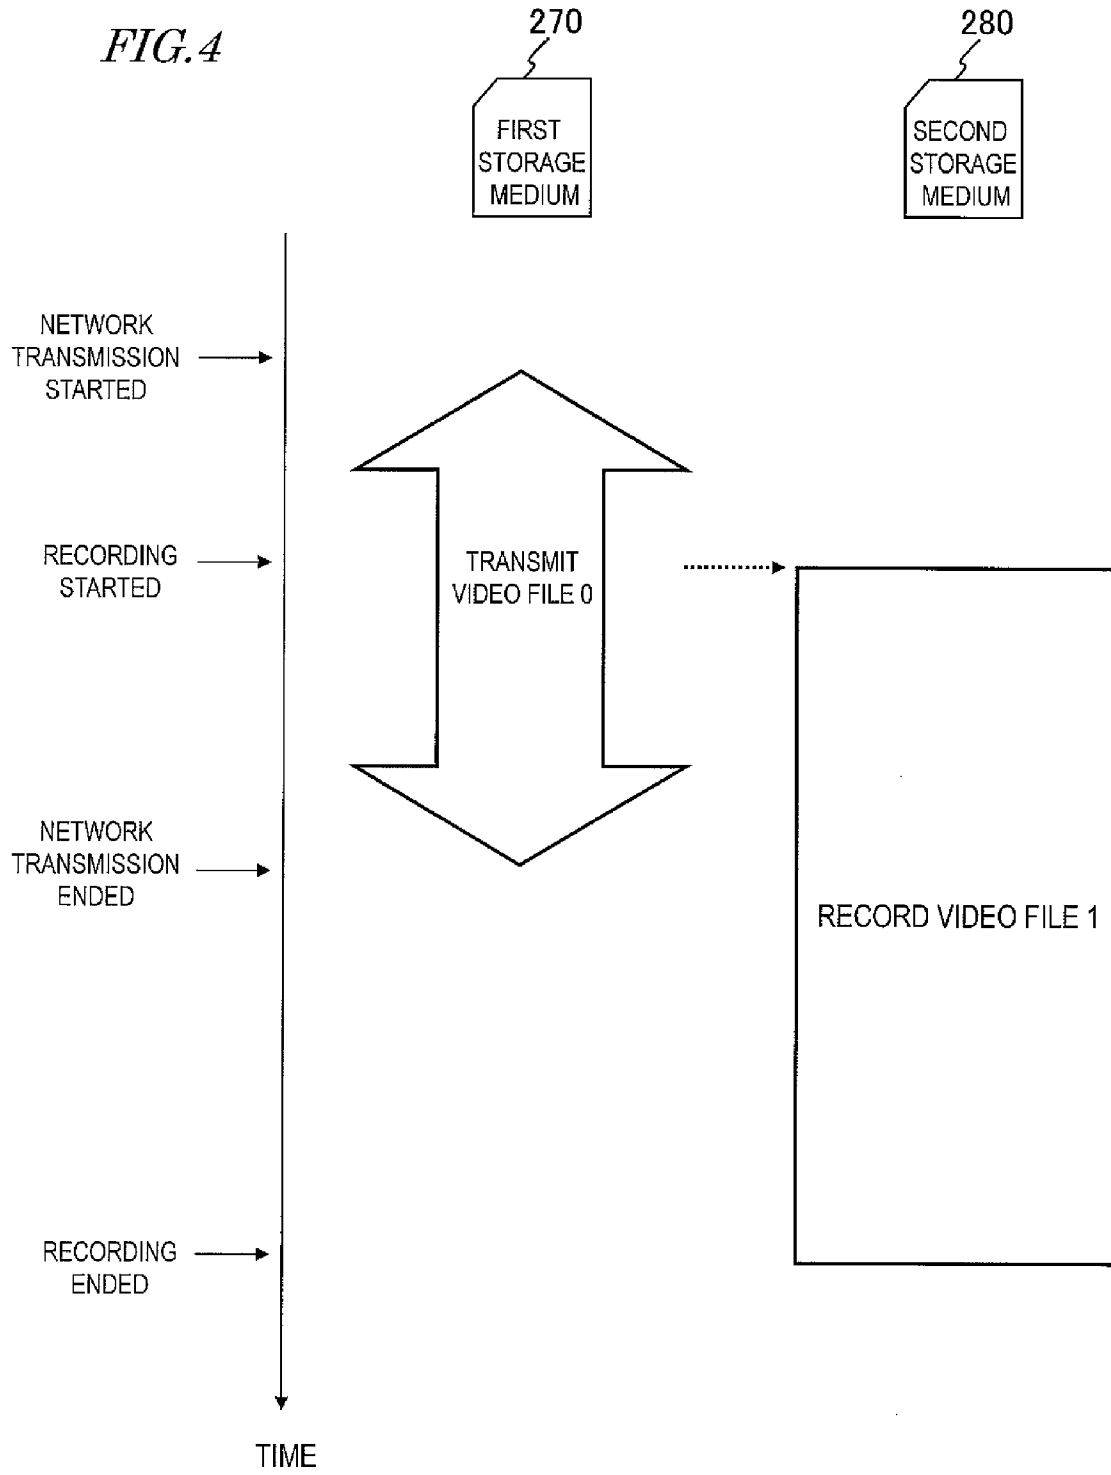 FIG.4
270
280
FIRST
STORAGE
MEDIUM
SECOND
STORAGE
MEDIUM
NETWORK
TRANSMISSION
STARTED
RECORDING
STARTED
TRANSMIT
VIDEO FILE 0
NETWORK
TRANSMISSION
ENDED
RECORD VIDEO FILE 1
RECORDING
ENDED
TIME